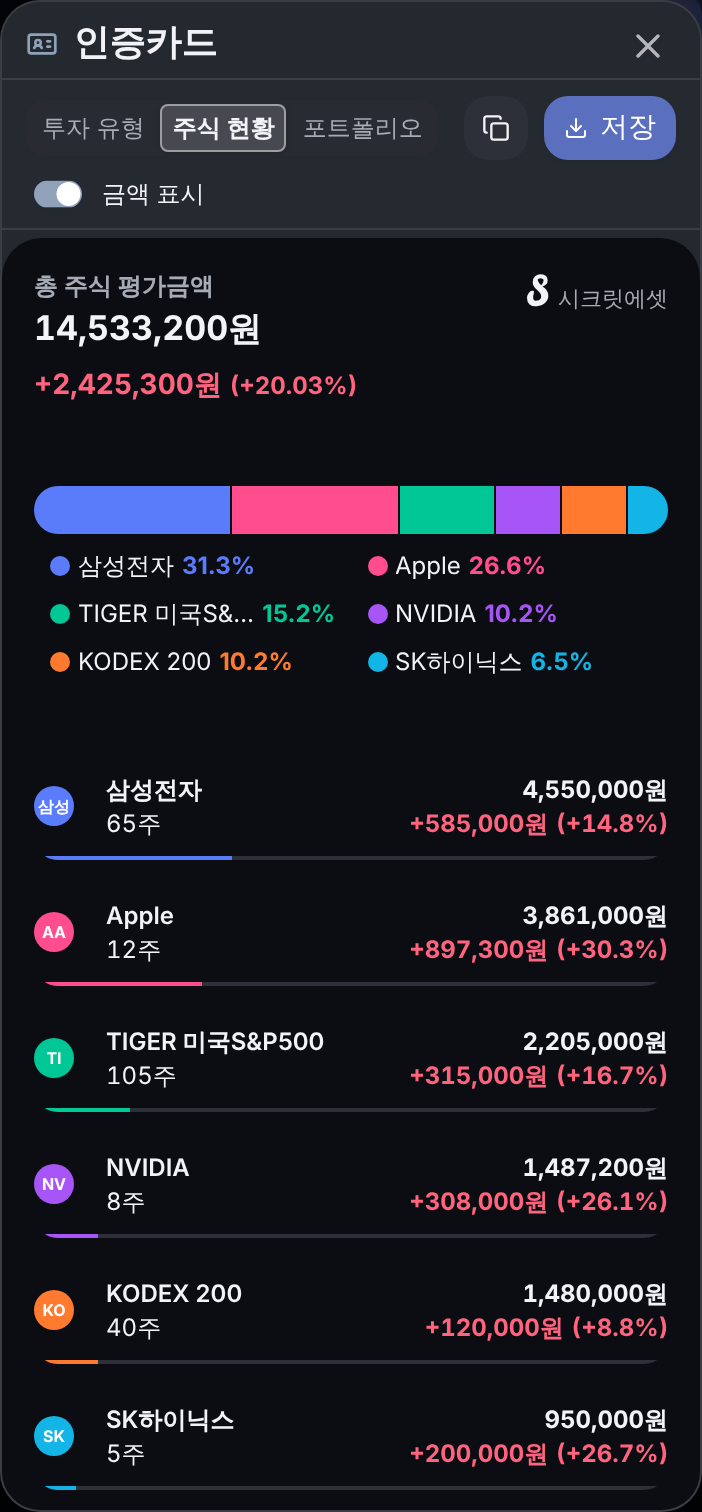 인증카드
투자 유형 주식 현황 포트폴리오 저장
금액 표시
총 주식 평가금액
S 시크릿에셋
14,533,200원
+2,425,300원 (+20.03%)
삼성전자 31.3% Apple 26.6%
TIGER 미국S&... 15.2% NVIDIA 10.2%
KODEX 200 10.2% SK하이닉스 6.5%
삼성 삼성전자 4,550,000원
65주 +585,000원 (+14.8%)
AA Apple 3,861,000원
12주 +897,300원 (+30.3%)
TI TIGER 미국S&P500 2,205,000원
105주 +315,000원 (+16.7%)
NV NVIDIA 1,487,200원
8주 +308,000원 (+26.1%)
KO KODEX 200 1,480,000원
40주 +120,000원 (+8.8%)
SK SK하이닉스 950,000원
5주 +200,000원 (+26.7%)